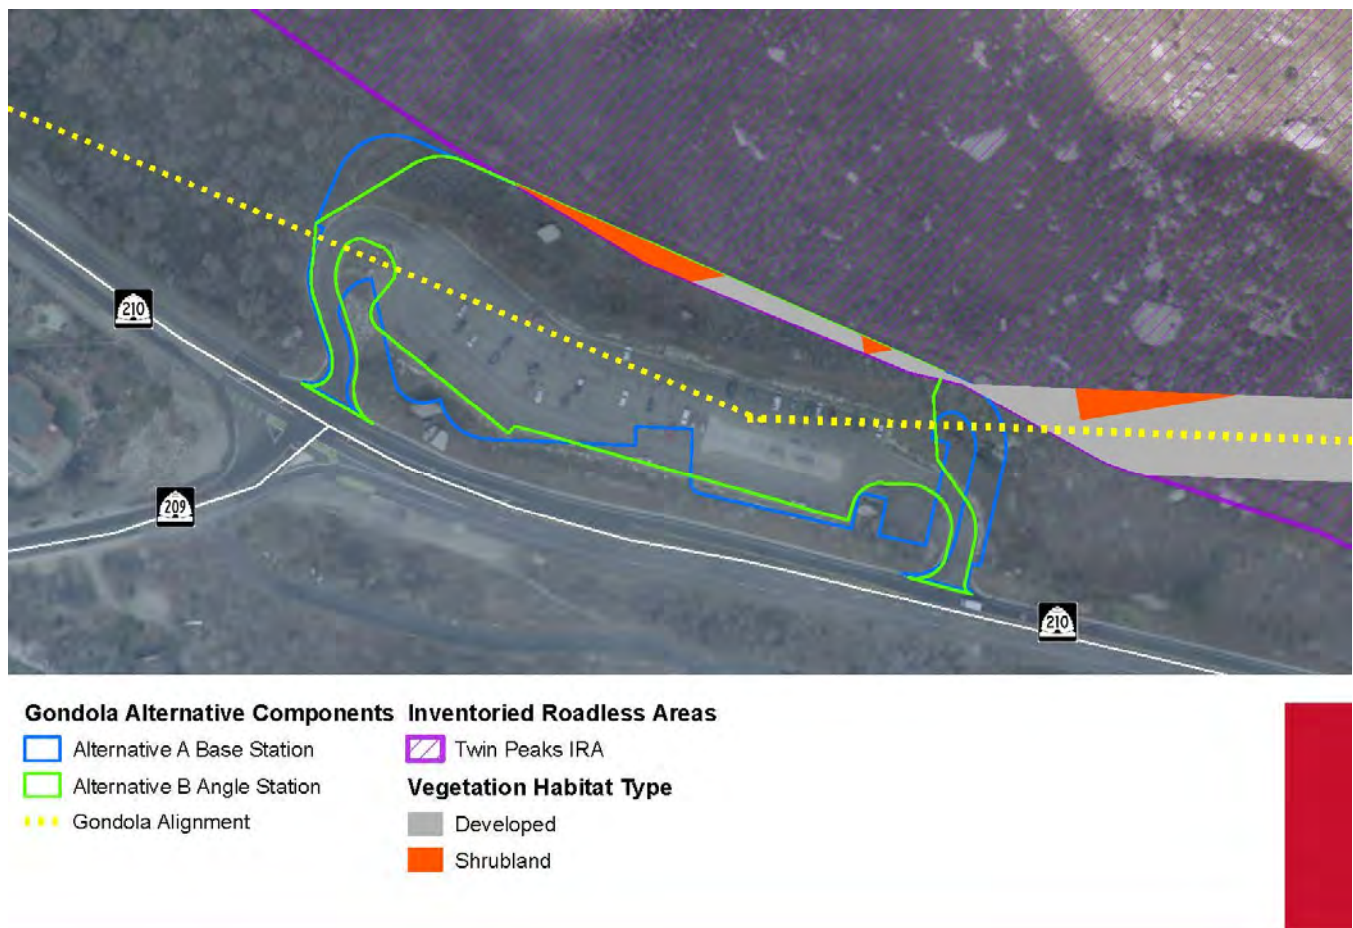 210
209
210
Gondola Alternative Components
Alternative A Base Station
Alternative B Angle Station
Gondola Alignment
Inventoried Roadless Areas
Twin Peaks IRA
Vegetation Habitat Type
Developed
Shrubland